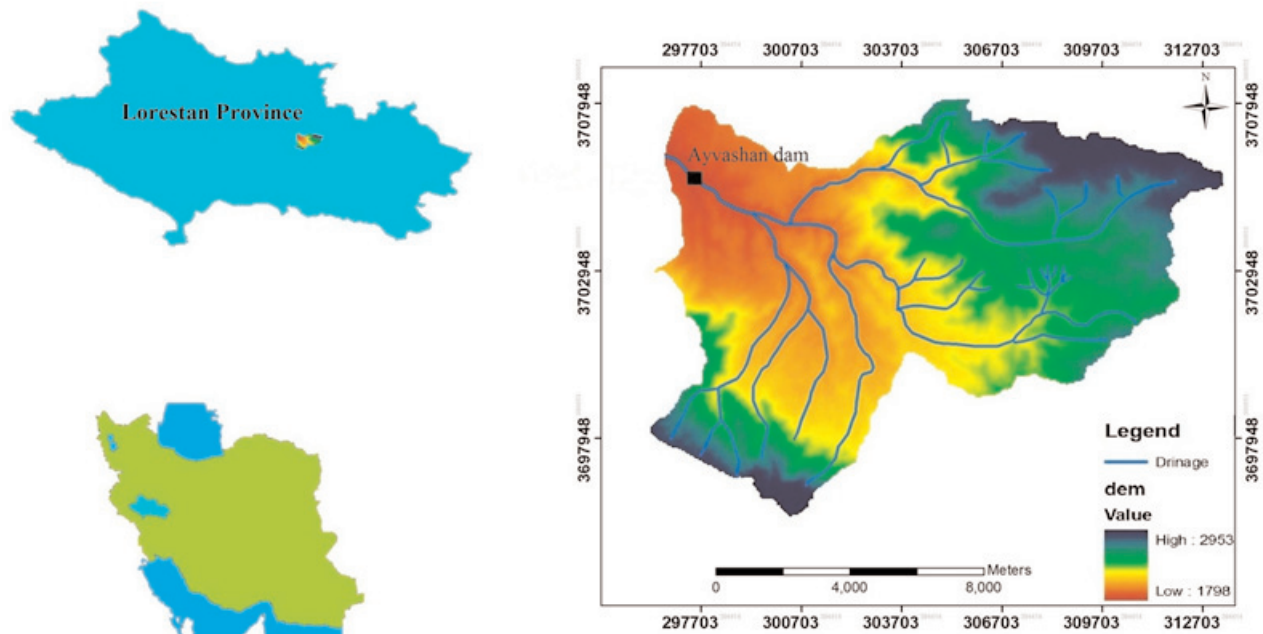 Lorestan Province
297703 300703 303703 306703 309703 312703
N
3707948
3702948
3697948
3707948
3702948
3697948
Ayvashan dam
Legend
Drinage
dem
Value
High : 2953
Low : 1798
Meters
0 4,000 8,000
297703 300703 303703 306703 309703 312703